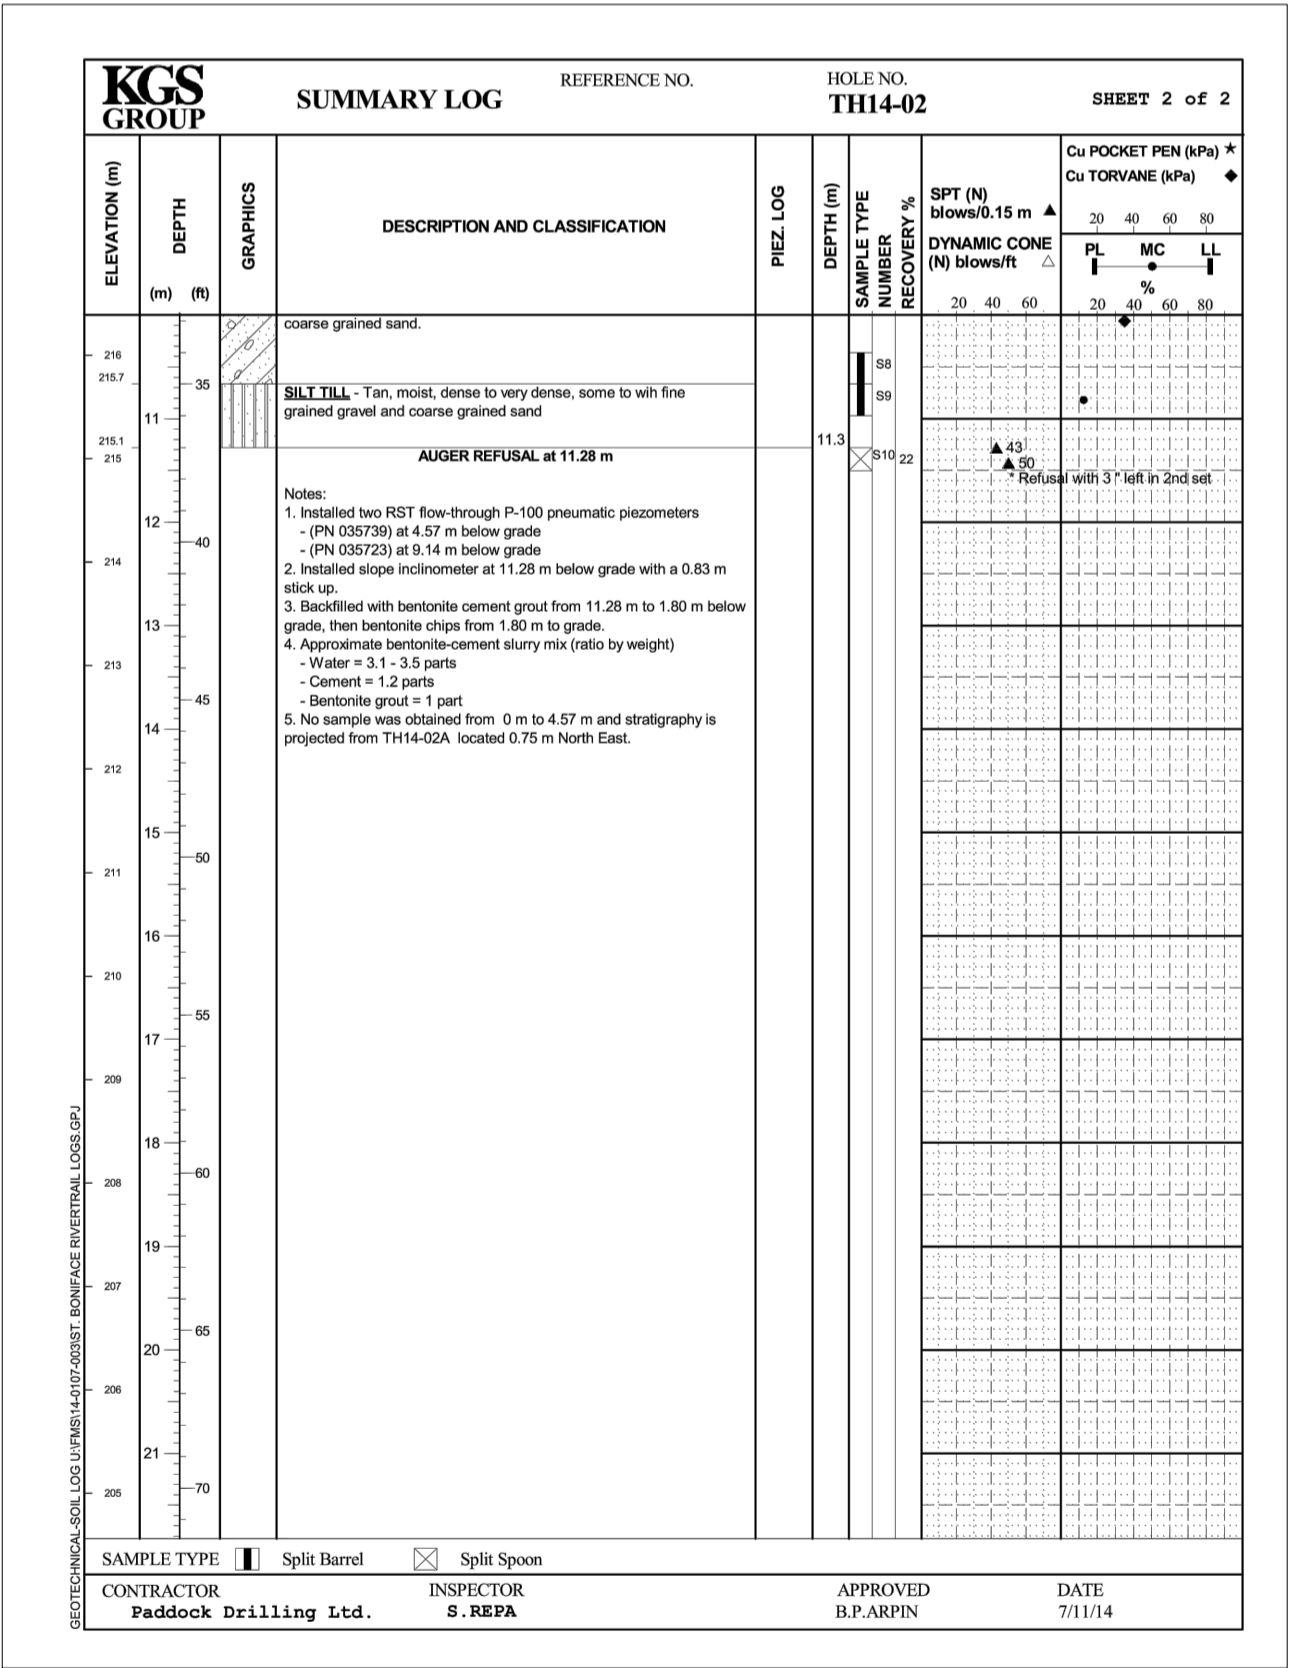 KGS
GROUP
SUMMARY LOG
REFERENCE NO.
HOLE NO.
TH14-02
SHEET 2 of 2
ELEVATION (m)
DEPTH
(m) (ft)
GRAPHICS
DESCRIPTION AND CLASSIFICATION
PIEZ. LOG
DEPTH (m)
SAMPLE TYPE
NUMBER
RECOVERY %
SPT (N)
blows/0.15 m ▲
DYNAMIC CONE
(N) blows/ft △
20 40 60
Cu POCKET PEN (kPa) ★
Cu TORVANE (kPa) ◆
20 40 60 80
PL MC LL
%
20 40 60 80
coarse grained sand.
216
S8
215.7
35
SILT TILL - Tan, moist, dense to very dense, some to wih fine
S9
grained gravel and coarse grained sand
11
215.1
11.3
43
215
AUGER REFUSAL at 11.28 m
S10 22
50
* Refusal with 3 " left in 2nd set
Notes:
1. Installed two RST flow-through P-100 pneumatic piezometers
12
- (PN 035739) at 4.57 m below grade
40
- (PN 035723) at 9.14 m below grade
214
2. Installed slope inclinometer at 11.28 m below grade with a 0.83 m
stick up.
3. Backfilled with bentonite cement grout from 11.28 m to 1.80 m below
13
grade, then bentonite chips from 1.80 m to grade.
4. Approximate bentonite-cement slurry mix (ratio by weight)
213
- Water = 3.1 - 3.5 parts
- Cement = 1.2 parts
45
- Bentonite grout = 1 part
5. No sample was obtained from 0 m to 4.57 m and stratigraphy is
14
projected from TH14-02A located 0.75 m North East.
212
15
50
211
16
210
55
17
209
18
60
208
19
207
65
20
206
21
70
205
GEOTECHNICAL-SOIL LOG U:\FMS\14-0107-003\ST. BONIFACE RIVERTRAIL LOGS.GPJ
SAMPLE TYPE Split Barrel Split Spoon
CONTRACTOR
Paddock Drilling Ltd.
INSPECTOR
S.REPA
APPROVED
B.P.ARPIN
DATE
7/11/14